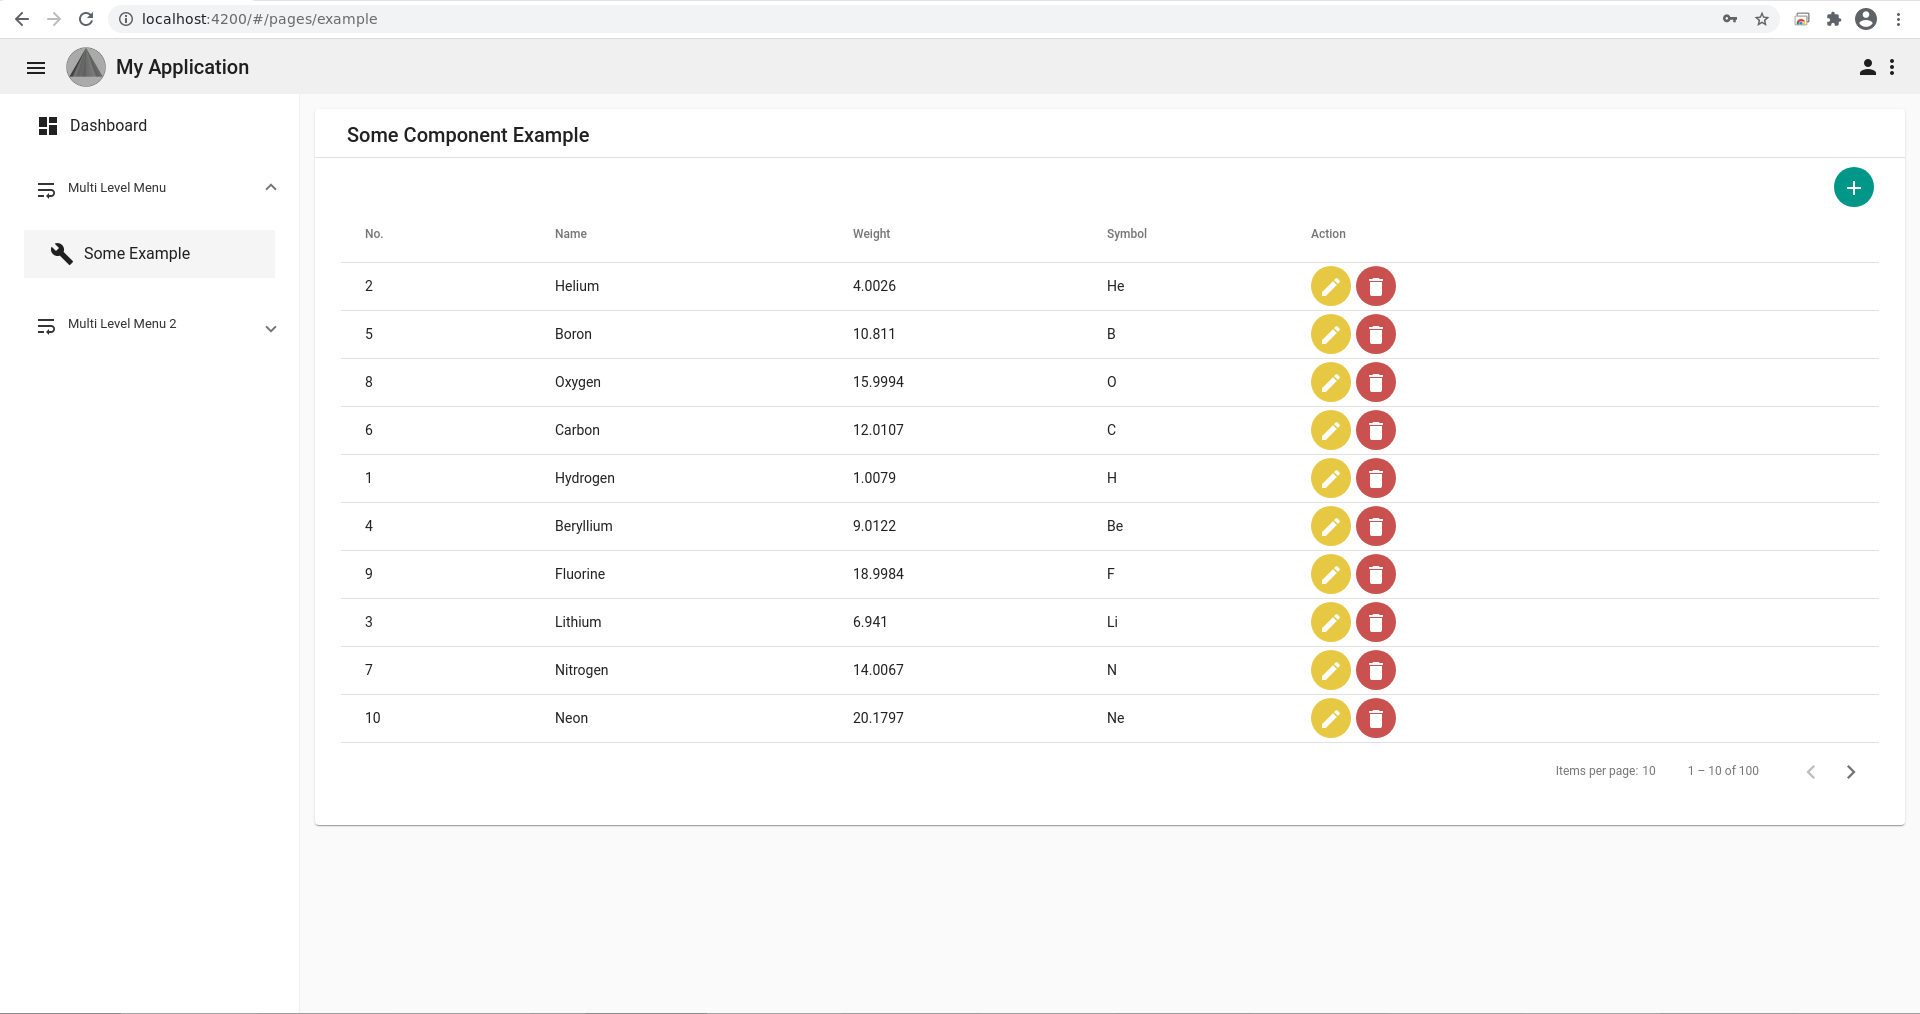 localhost:4200/#/pages/example
My Application
Dashboard
Multi Level Menu
Some Example
Multi Level Menu 2
Some Component Example
No. Name Weight Symbol Action
2 Helium 4.0026 He
5 Boron 10.811 B
8 Oxygen 15.9994 O
6 Carbon 12.0107 C
1 Hydrogen 1.0079 H
4 Beryllium 9.0122 Be
9 Fluorine 18.9984 F
3 Lithium 6.941 Li
7 Nitrogen 14.0067 N
10 Neon 20.1797 Ne
Items per page: 10 1 – 10 of 100